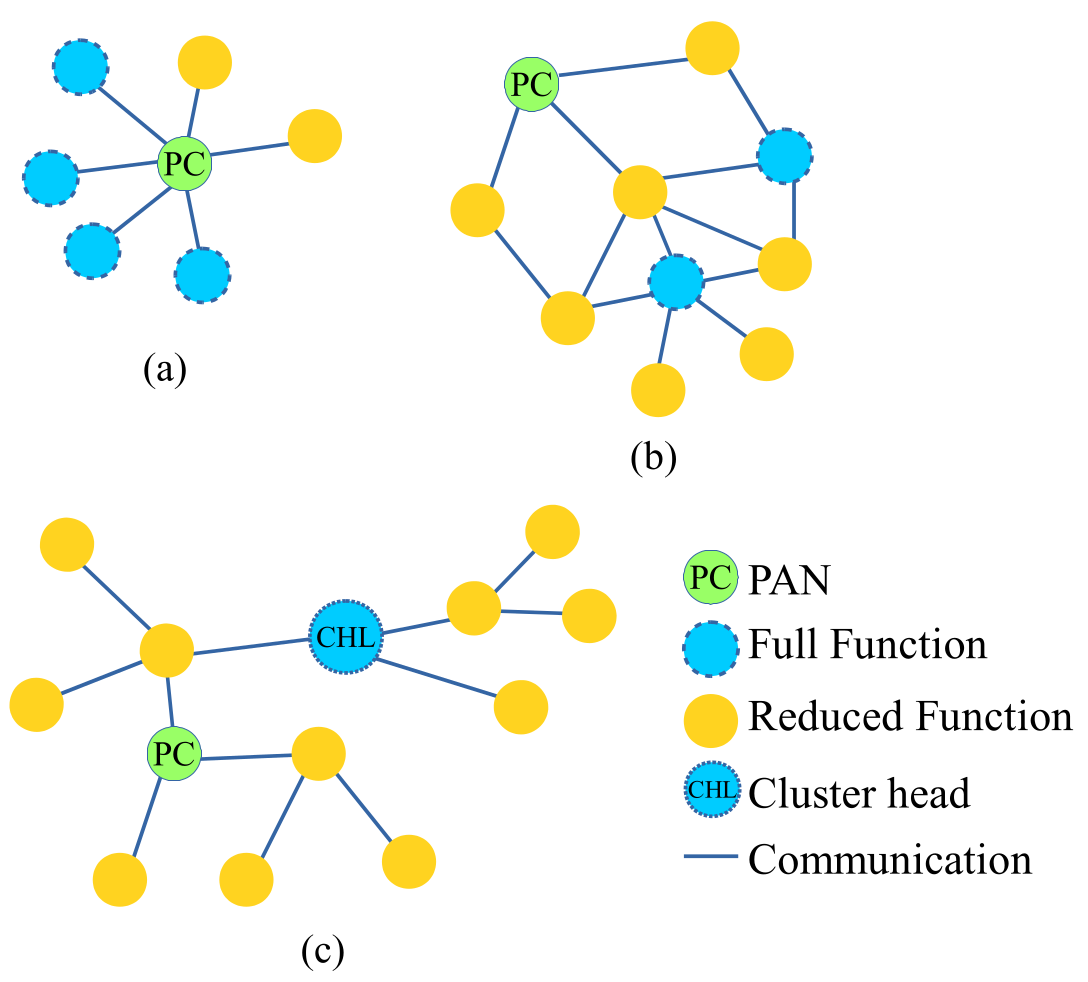 PC
PC
(a)
(b)
CHL
PC
PC PAN
Full Function
Reduced Function
CHL Cluster head
Communication
(c)